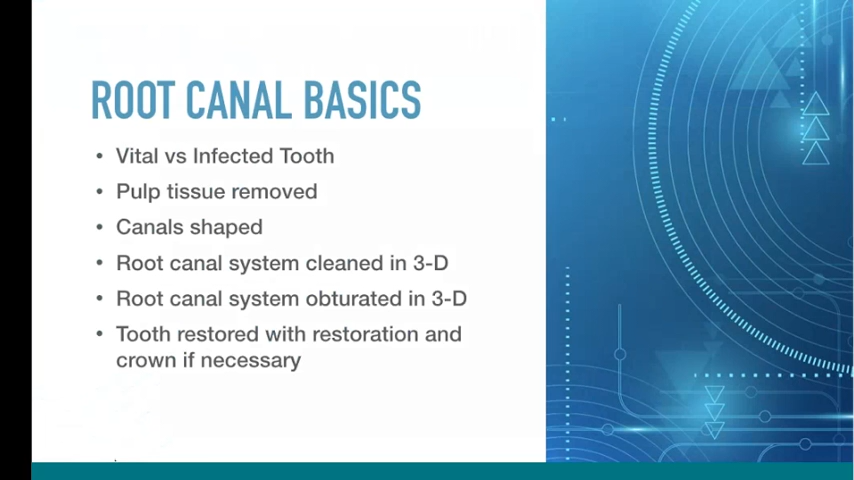 ROOT CANAL BASICS
• Vital vs Infected Tooth
• Pulp tissue removed
• Canals shaped
• Root canal system cleaned in 3-D
• Root canal system obturated in 3-D
• Tooth restored with restoration and
crown if necessary